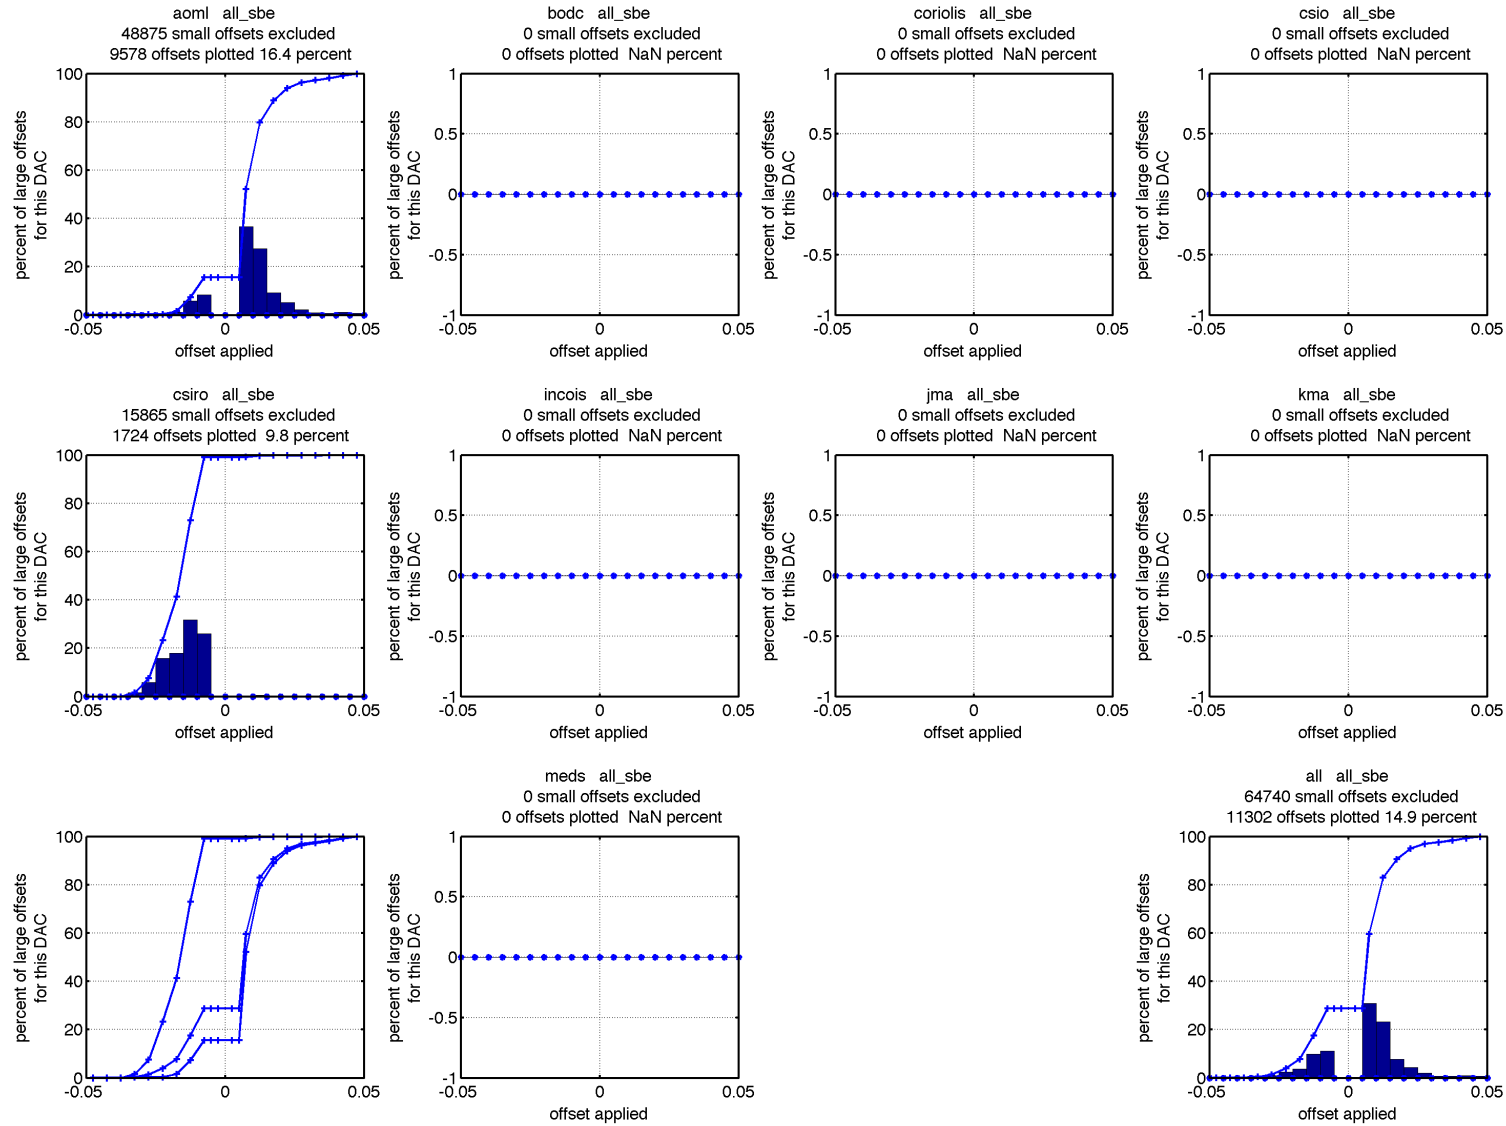 aoml all_sbe
48875 small offsets excluded
9578 offsets plotted 16.4 percent
100
80
60
40
20
0
-0.05
0
0.05
percent of large offsets
for this DAC
offset applied
bodc all_sbe
0 small offsets excluded
0 offsets plotted NaN percent
1
0.5
0
-0.5
-1
-0.05
0
0.05
percent of large offsets
for this DAC
offset applied
coriolis all_sbe
0 small offsets excluded
0 offsets plotted NaN percent
1
0.5
0
-0.5
-1
-0.05
0
0.05
percent of large offsets
for this DAC
offset applied
csio all_sbe
0 small offsets excluded
0 offsets plotted NaN percent
1
0.5
0
-0.5
-1
-0.05
0
0.05
percent of large offsets
for this DAC
offset applied
csiro all_sbe
15865 small offsets excluded
1724 offsets plotted 9.8 percent
100
80
60
40
20
0
-0.05
0
0.05
percent of large offsets
for this DAC
offset applied
incois all_sbe
0 small offsets excluded
0 offsets plotted NaN percent
1
0.5
0
-0.5
-1
-0.05
0
0.05
percent of large offsets
for this DAC
offset applied
jma all_sbe
0 small offsets excluded
0 offsets plotted NaN percent
1
0.5
0
-0.5
-1
-0.05
0
0.05
percent of large offsets
for this DAC
offset applied
kma all_sbe
0 small offsets excluded
0 offsets plotted NaN percent
1
0.5
0
-0.5
-1
-0.05
0
0.05
percent of large offsets
for this DAC
offset applied
100
80
60
40
20
0
-0.05
0
0.05
percent of large offsets
for this DAC
meds all_sbe
0 small offsets excluded
0 offsets plotted NaN percent
1
0.5
0
-0.5
-1
-0.05
0
0.05
percent of large offsets
for this DAC
offset applied
all all_sbe
64740 small offsets excluded
11302 offsets plotted 14.9 percent
100
80
60
40
20
0
-0.05
0
0.05
percent of large offsets
for this DAC
offset applied